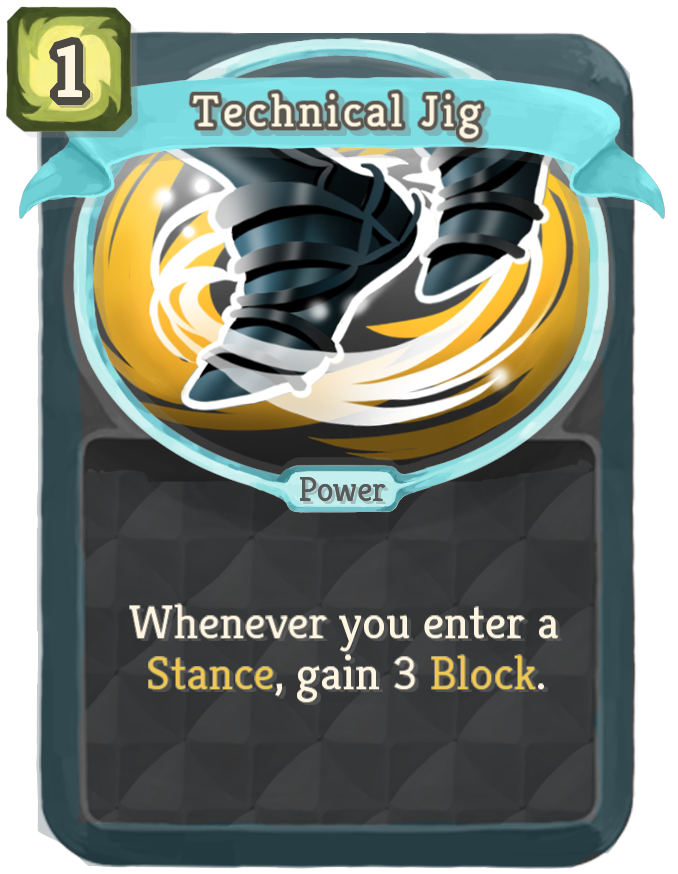 1
Technical Jig
Power
Whenever you enter a
Stance, gain 3 Block.